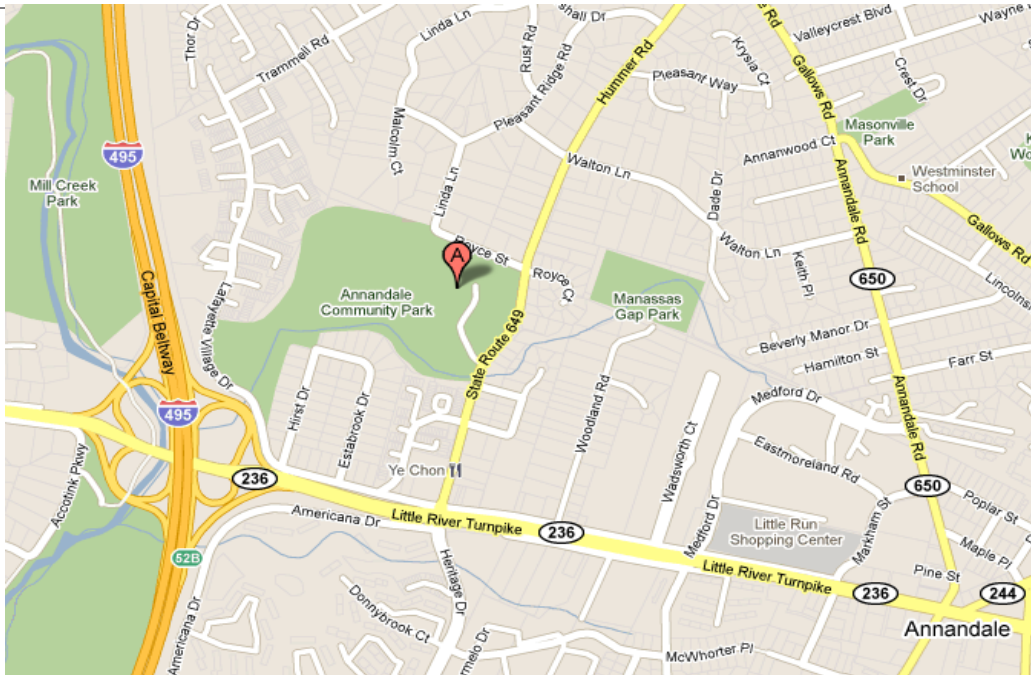 Thor Dr
Trammell Rd
Linda Ln
Rust Rd
shall Dr
Pleasant Ridge Rd
Hummer Rd
Krysia Ct
Pleasant Way
e Rd
Valleycrest Blvd
Wayne
Gallows Rd
Crest Dr
Masonville
Park
Annanwood Ct
Westminster
School
Gallows Rd
Annandale Rd
495
Mill Creek
Park
Malcolm Ct
Linda Ln
Walton Ln
Dade Dr
Walton Ln
Keith Pl
650
Lincolns
A
Royce St
Royce Ct
Annandale
Community Park
Manassas
Gap Park
Capital Beltway
Lafayette Village Dr
State Route 649
Beverly Manor Dr
Hamilton St
Farr St
Annandale Rd
Medford Dr
495
Hirst Dr
Estabrook Dr
Woodland Rd
Wadsworth Ct
Eastmoreland Rd
Ye Chon
236
Accotink Pkwy
Americana Dr
Little River Turnpike
236
Medford Dr
Little Run
Shopping Center
Markham St
650
Poplar St
Maple Pl
Pine St
52B
Heritage Dr
Little River Turnpike
236
244
Annandale
Americana Dr
Donnybrook Ct
rmelo Dr
McWhorter Pl